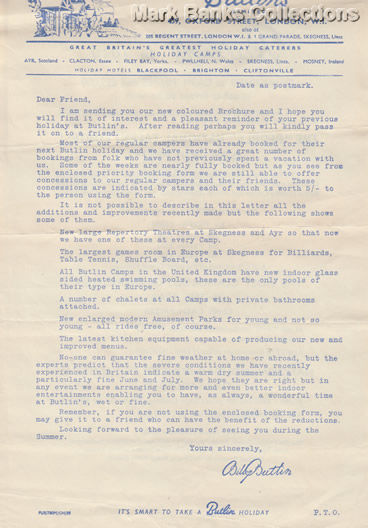 Mark Banks Collections
Butlin's
439, OXFORD STREET, LONDON, W.1.
also at
105 REGENT STREET, LONDON W.1. & 1 GRAND PARADE, SKEGNESS, Lincs
GREAT BRITAIN'S GREATEST HOLIDAY CATERERS
HOLIDAY CAMPS
AYR, Scotland - CLACTON, Essex - FILEY BAY, Yorks. - PWLLHELI, N. Wales - SKEGNESS, Lincs. - MOSNEY, Ireland
HOLIDAY HOTELS BLACKPOOL - BRIGHTON - CLIFTONVILLE
Date as postmark.
Dear Friend,
I am sending you our new coloured Brochure and I hope you
will find it of interest and a pleasant reminder of your previous
holiday at Butlin's. After reading perhaps you will kindly pass
it on to a friend.
Most of our regular campers have already booked for their
next Butlin holiday and we have received a great number of
bookings from folk who have not previously spent a vacation with
us. Some of the weeks are nearly fully booked but as you see from
the enclosed priority booking form we are still able to offer
concessions to our regular campers and their friends. These
concessions are indicated by stars each of which is worth 5/- to
the person using the form.
It is not possible to describe in this letter all the
additions and improvements recently made but the following shows
some of them.
New large Repertory Theatres at Skegness and Ayr so that now
we have one of these at every Camp.
The largest games room in Europe at Skegness for Billiards,
Table Tennis, Shuffle Board, etc.
All Butlin Camps in the United Kingdom have new indoor glass
sided heated swimming pools, these are the only pools of
their type in Europe.
A number of chalets at all Camps with private bathrooms
attached.
New enlarged modern Amusement Parks for young and not so
young - all rides free, of course.
The latest kitchen equipment capable of producing our new and
improved menus.
No-one can guarantee fine weather at home or abroad, but the
experts predict that the severe conditions we have recently
experienced in Britain indicate a warm dry summer and a
particularly fine June and July. We hope they are right but in
any event we are arranging for more and even better indoor
entertainments enabling you to have, as always, a wonderful time
at Butlin's, wet or fine.
Remember, if you are not using the enclosed booking form, you
may give it to a friend who can have the benefit of the reductions.
Looking forward to the pleasure of seeing you during the
Summer.
Yours sincerely,
Billy Butlin
IT'S SMART TO TAKE A Butlin HOLIDAY
P.T.O.